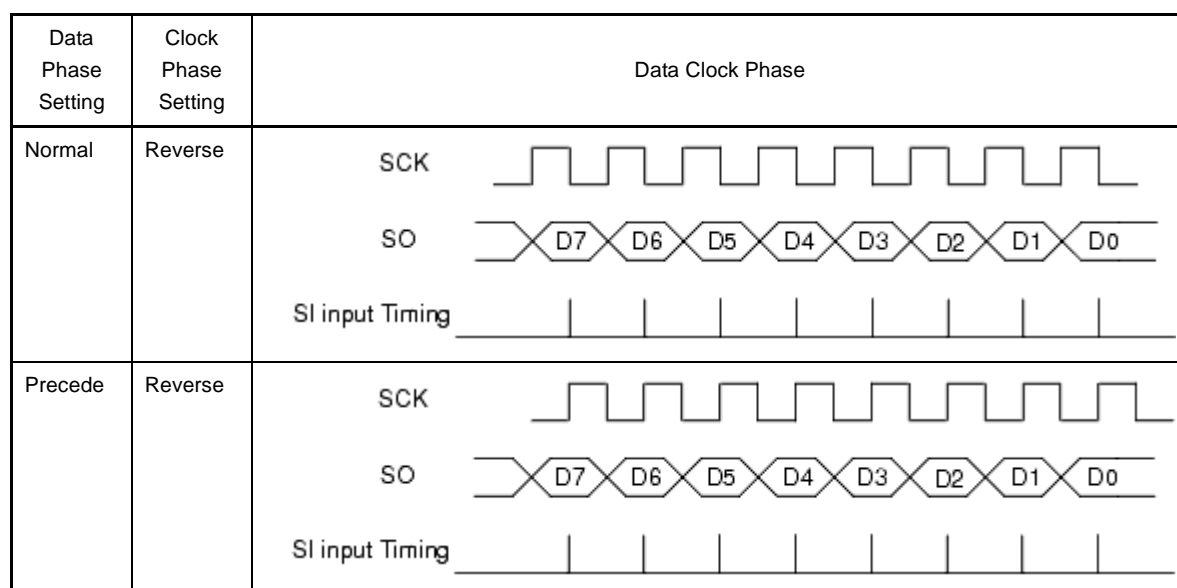 Data
Phase
Setting
Clock
Phase
Setting
Data Clock Phase
Normal
Reverse
SCK
SO
D7 D6 D5 D4 D3 D2 D1 D0
SI input Timing
Precede
Reverse
SCK
SO
D7 D6 D5 D4 D3 D2 D1 D0
SI input Timing